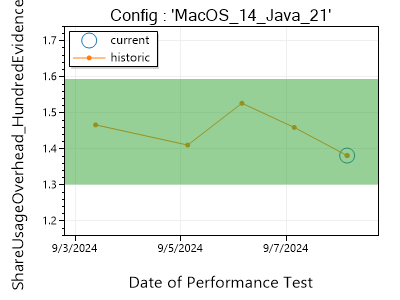 Config : 'MacOS_14_Java_21'
ShareUsageOverhead_HundredEvidence
current
historic
1.7
1.6
1.5
1.4
1.3
1.2
9/3/2024 9/5/2024 9/7/2024
Date of Performance Test